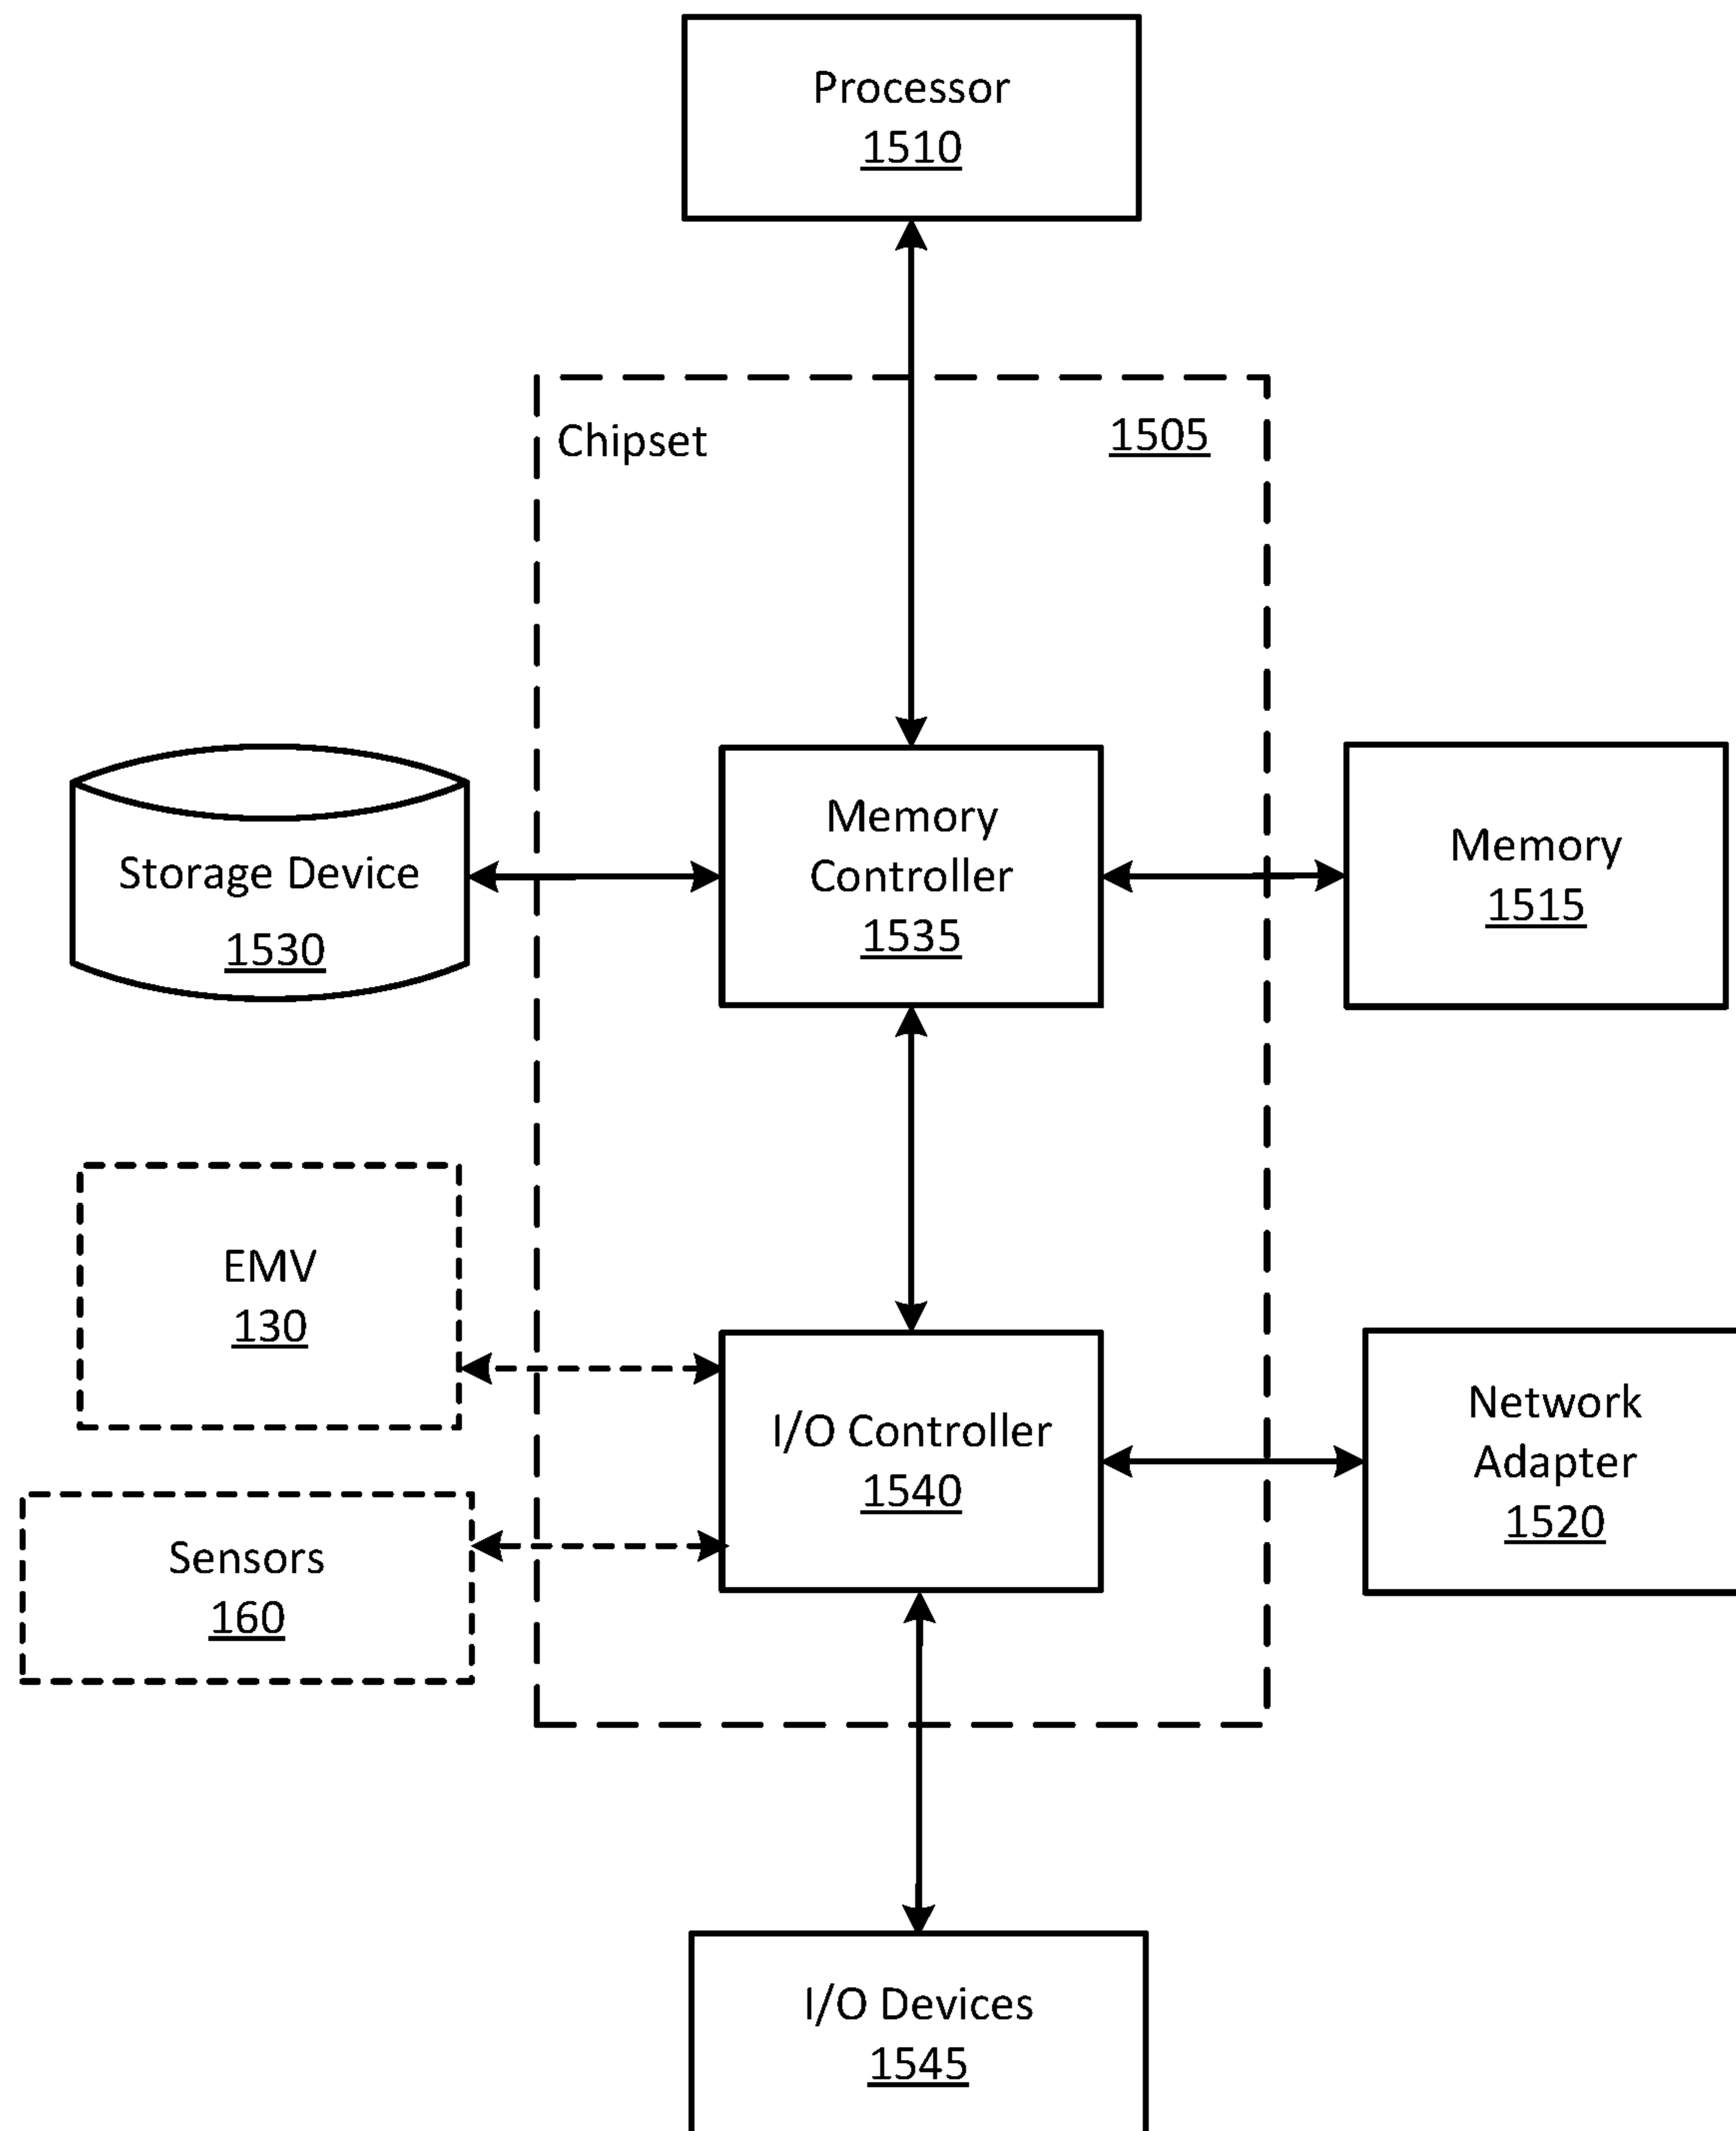 Processor
1510
Chipset
1505
Storage Device
1530
Memory
Controller
1535
Memory
1515
EMV
130
I/O Controller
1540
Network
Adapter
1520
Sensors
160
I/O Devices
1545